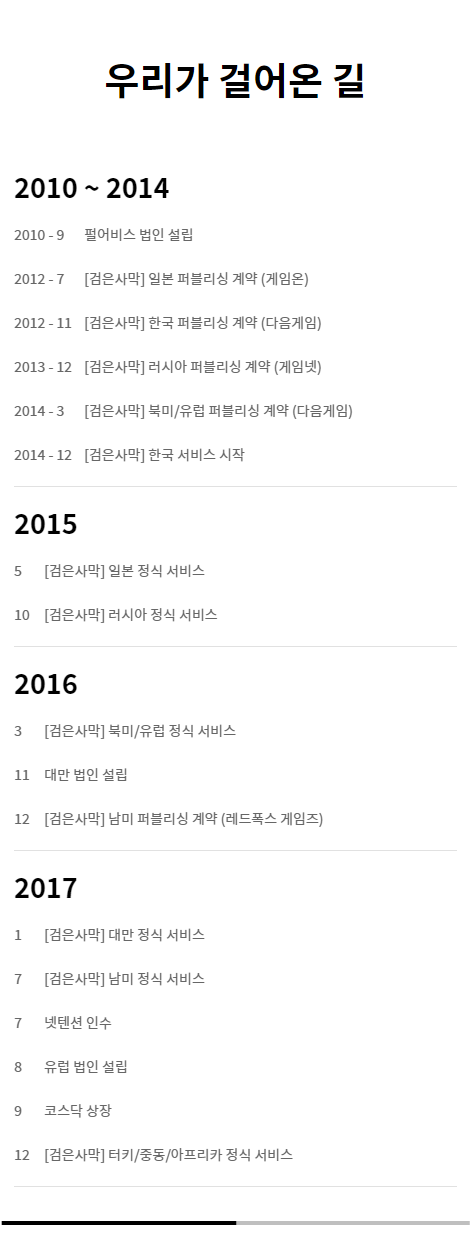 우리가 걸어온 길
2010 ~ 2014
2010 - 9 펄어비스 법인 설립
2012 - 7 [검은사막] 일본 퍼블리싱 계약 (게임온)
2012 - 11 [검은사막] 한국 퍼블리싱 계약 (다음게임)
2013 - 12 [검은사막] 러시아 퍼블리싱 계약 (게임넷)
2014 - 3 [검은사막] 북미/유럽 퍼블리싱 계약 (다음게임)
2014 - 12 [검은사막] 한국 서비스 시작
2015
5 [검은사막] 일본 정식 서비스
10 [검은사막] 러시아 정식 서비스
2016
3 [검은사막] 북미/유럽 정식 서비스
11 대만 법인 설립
12 [검은사막] 남미 퍼블리싱 계약 (레드폭스 게임즈)
2017
1 [검은사막] 대만 정식 서비스
7 [검은사막] 남미 정식 서비스
7 넷텐션 인수
8 유럽 법인 설립
9 코스닥 상장
12 [검은사막] 터키/중동/아프리카 정식 서비스